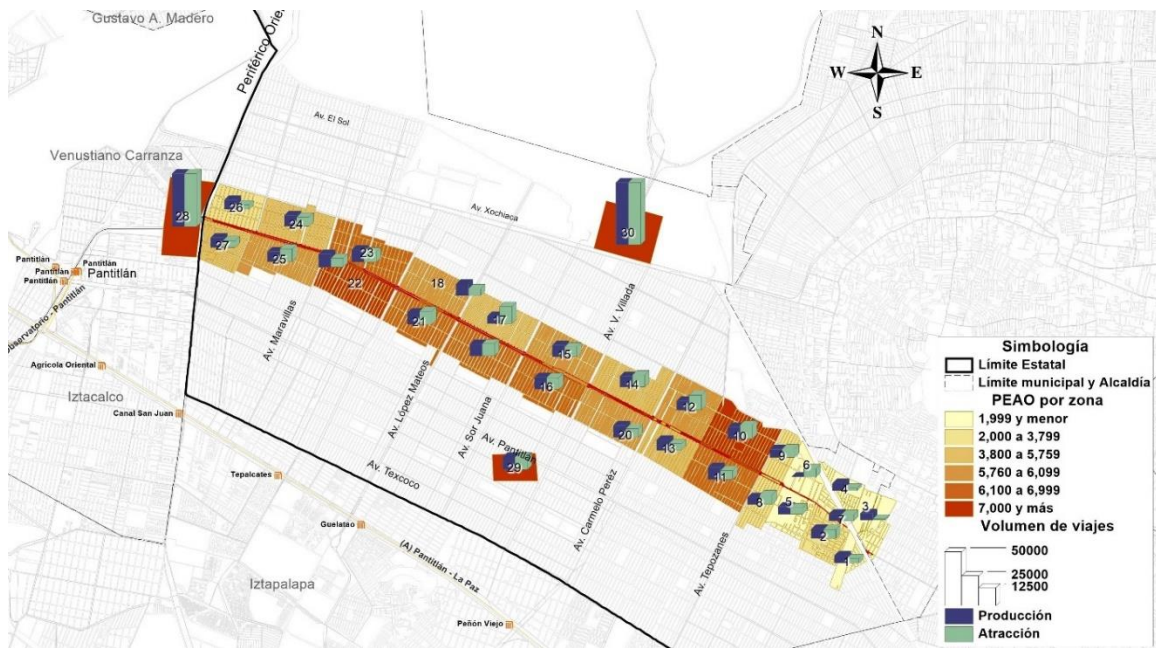 Gustavo A. Madero
Periférico Orie
N
W
E
S
Av. El Sol
Venustiano Carranza
Av. Xochiaca
28
26
24
27
25
23
22
30
18
21
17
Pantitlán
Pantitlán
Pantitlán
Pantitlán
Observatorio - Pantitlán
Av. Maravillas
Av. V. Villada
15
16
14
12
Agrícola Oriental
Iztacalco
Canal San Juan
Av. López Mateos
Av. Sor Juana
Av. Pantitlán
29
20
13
10
11
9
6
4
3
8
5
2
1
Tepalcates
Av. Texcoco
Guelatao
Av. Carmelo Peréz
Av. Tepozanes
(A) Pantitlán - La Paz
Iztapalapa
Peñón Viejo
Simbología
Límite Estatal
Límite municipal y Alcaldía
PEAO por zona
1,999 y menor
2,000 a 3,799
3,800 a 5,759
5,760 a 6,099
6,100 a 6,999
7,000 y más
Volumen de viajes
50000
25000
12500
Producción
Atracción